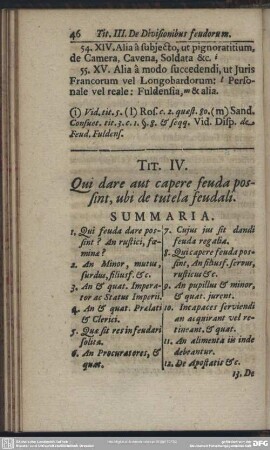 46 Tit. III. De Divisionibus feudorum.
54. XIV. Alia à subjecto, ut pignoratitium,
de Camera, Cavena, Soldata &c. i
55. XV. Alia à modo succedendi, ut Juris
Francorum vel Longobardorum: l Perso-
nale vel reale: Fuldensia, m & alia.
(i) Vid. tit. 5. (l) Ros. c. 2. quæst. 80. (m) Sand.
Consuet. tit. 3. c. 1. §. 8. & seqq. Vid. Disp. de
Feud. Fuldens.
TIT. IV.
Qui dare aut capere feuda pos-
sint, ubi de tutela feudali.
SUMMARIA.
1. Qui feuda dare pos-
sint? An rustici, fæ-
mina?
2. An Minor, mutus,
surdus, filiusf. &c.
3. An & quat. Impera-
tor ac Status Imperii.
4. An & quat. Prælati
& Clerici.
5. Quæ sit res in feudari
solita.
6. An Procuratores, &
quat.
7. Cujus jus sit dandi
feuda regalia.
8. Qui capere feuda pos-
sint, An filiusf. servus,
rusticus &c.
9. An pupillus & minor,
& quat. jurent.
10. Incapaces serviendi
an acquirant vel re-
tineant, & quat.
11. An alimenta iis inde
debeantur.
12. De Apostatis &c.
13. De